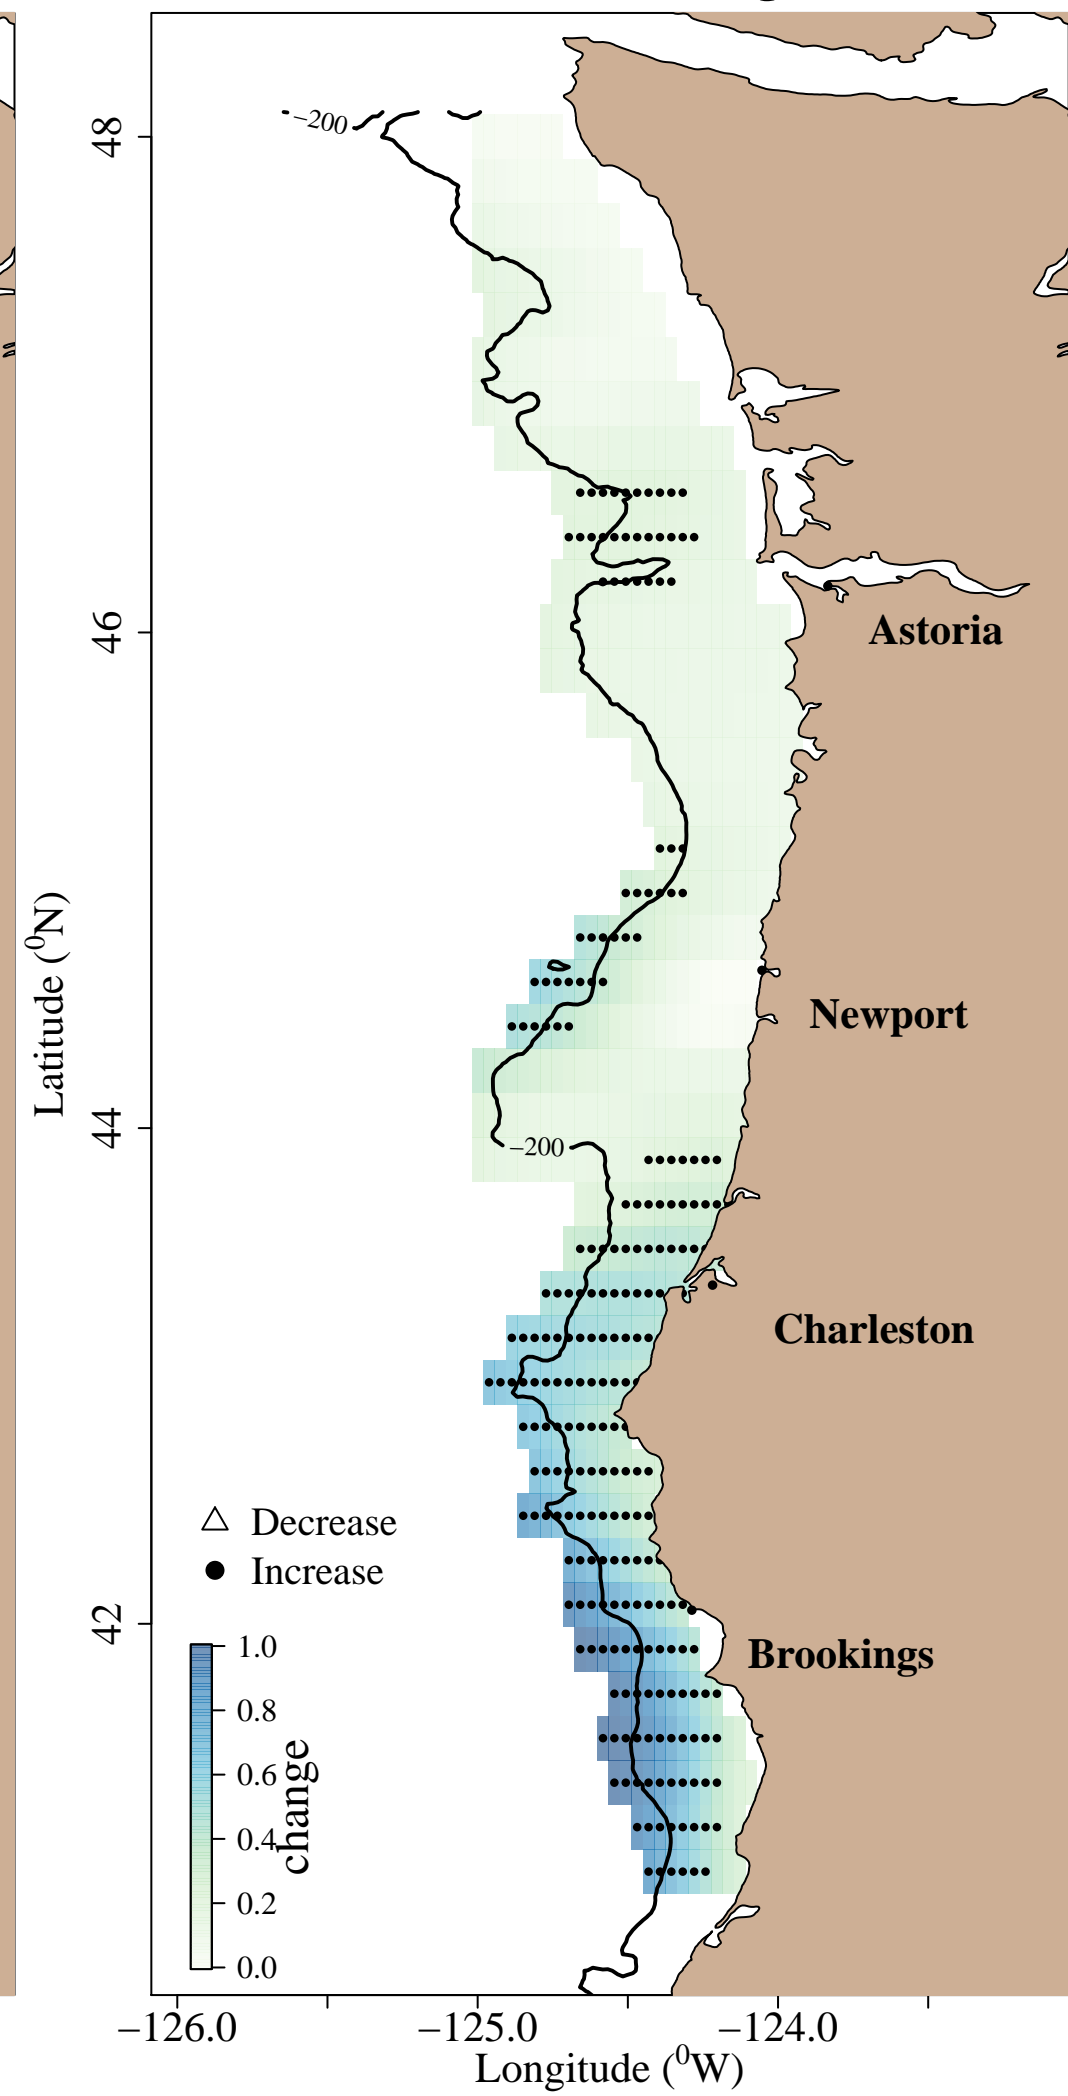 −200
48
46
Astoria
Latitude (⁰N)
Newport
44
−200
Charleston
Decrease
Increase
42
Brookings
1.0
0.8
0.6
0.4
0.2
0.0
change
−126.0
−125.0
−124.0
Longitude (⁰W)